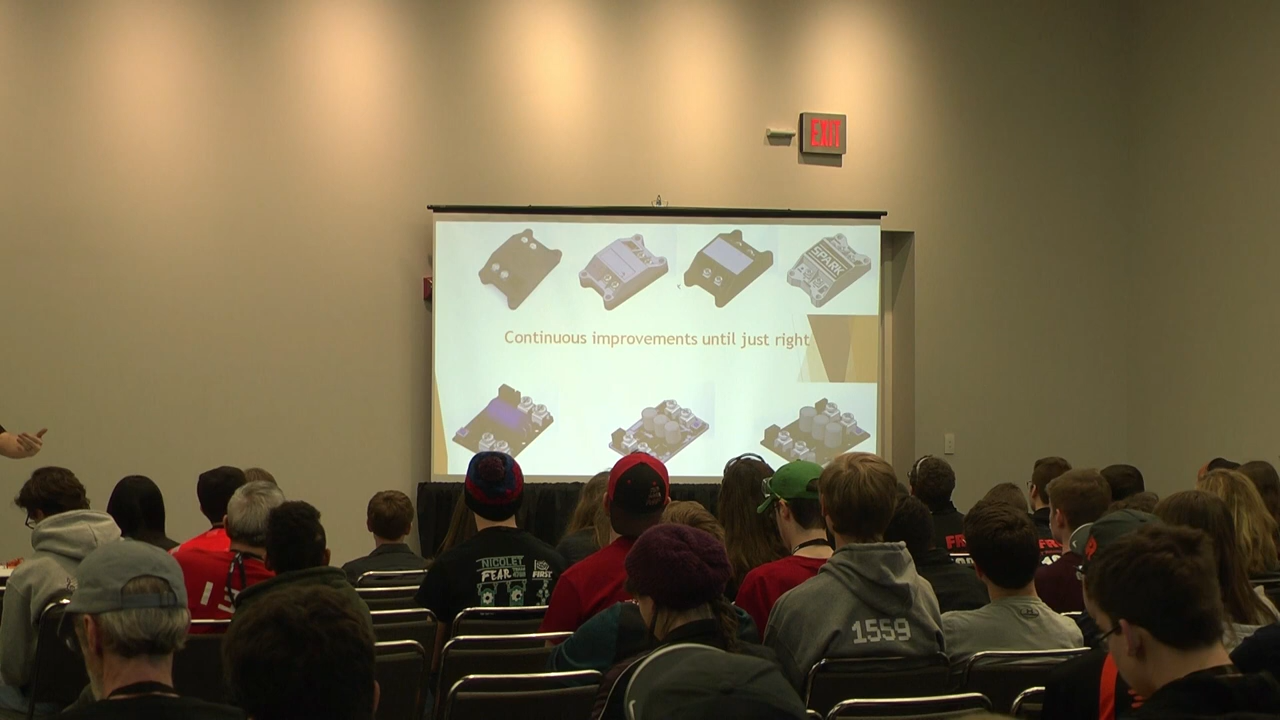 EXIT
SPARK
Continuous improvements until just right
NICOLET
FEAR
FIRST
1559